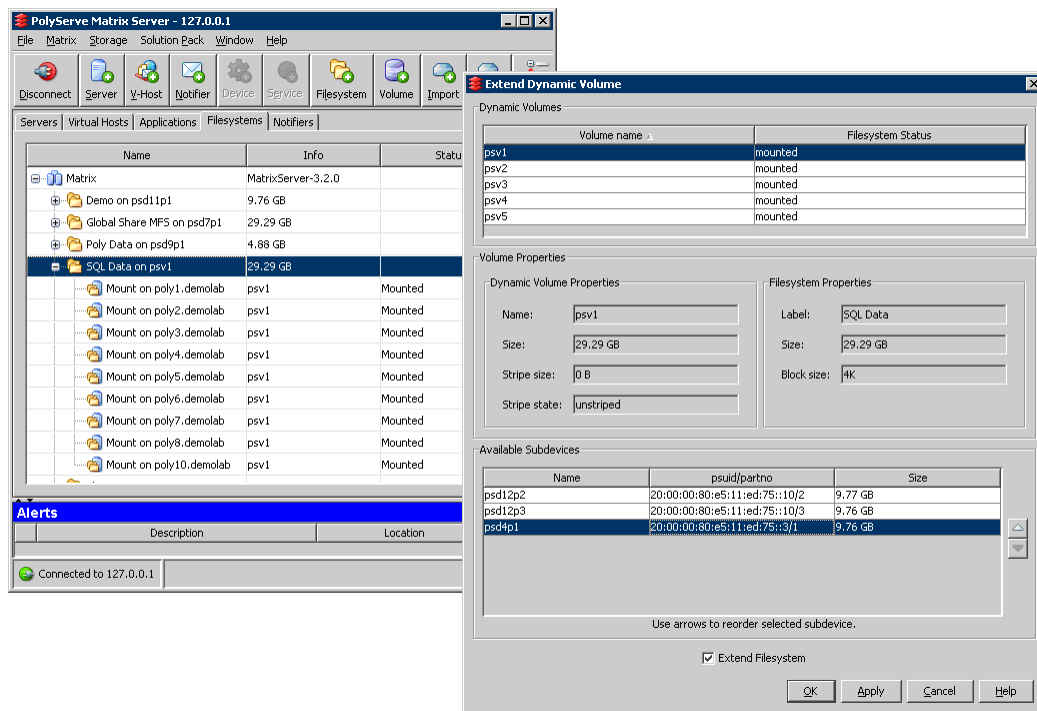 PolyServe Matrix Server - 127.0.0.1
File Matrix Storage Solution Pack Window Help
Disconnect Server V-Host Notifier Device Service Filesystem Volume Import
Servers Virtual Hosts Applications Filesystems Notifiers
Name Info Statu
Matrix MatrixServer-3.2.0
Demo on psd11p1 9.76 GB
Global Share MFS on psd7p1 29.29 GB
Poly Data on psd9p1 4.88 GB
SQL Data on psv1 29.29 GB
Mount on poly1.demolab psv1 Mounted
Mount on poly2.demolab psv1 Mounted
Mount on poly3.demolab psv1 Mounted
Mount on poly4.demolab psv1 Mounted
Mount on poly5.demolab psv1 Mounted
Mount on poly6.demolab psv1 Mounted
Mount on poly7.demolab psv1 Mounted
Mount on poly8.demolab psv1 Mounted
Mount on poly10.demolab psv1 Mounted
Alerts
Description Location
Connected to 127.0.0.1
Extend Dynamic Volume
Dynamic Volumes
Volume name Filesystem Status
psv1 mounted
psv2 mounted
psv3 mounted
psv4 mounted
psv5 mounted
Volume Properties
Dynamic Volume Properties Filesystem Properties
Name: psv1 Label: SQL Data
Size: 29.29 GB Size: 29.29 GB
Stripe size: 0 B Block size: 4K
Stripe state: unstriped
Available Subdevices
Name psuid/partno Size
psd12p2 20:00:00:80:e5:11:ed:75::10/2 9.77 GB
psd12p3 20:00:00:80:e5:11:ed:75::10/3 9.76 GB
psd4p1 20:00:00:80:e5:11:ed:75::3/1 9.76 GB
Use arrows to reorder selected subdevice.
Extend Filesystem
OK Apply Cancel Help